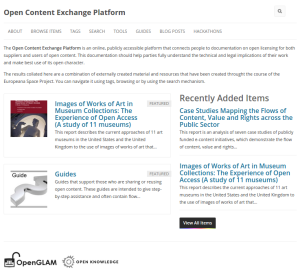 Open Content Exchange Platform
ABOUT BROWSE ITEMS TAGS SEARCH TOOLS GUIDES BLOG POSTS HACKATHONS
The Open Content Exchange Platform is an online, publicly accessible platform that connects people to documentation on open licensing for both
suppliers and users of open content. This documentation should help parties fully understand the technical and legal implications of their work
and make best use of its open character.
The results collated here are a combination of externally created material and resources that have been created through the course of the
Europeana Space Project. You can navigate it using tags, browsing or by using the search mechanism.
Images of Works of Art in
Museum Collections: The
Experience of Open Access
(A study of 11 museums)
FEATURED
This report describes the current approaches of 11 art
museums in the United States and the United
Kingdom to the use of images of works of art that...
Guide
Guides
FEATURED
Guides that support those who are sharing or reusing
open content. These guides are intended to give step-
by-step assistance and often contain flow...
Recently Added Items
Case Studies Mapping the Flows of
Content, Value and Rights across the
Public Sector
This report is an analysis of seven case studies of publicly
funded e-content initiatives, which demonstrate the flow
of content, value and rights...
Images of Works of Art in Museum
Collections: The Experience of Open
Access (A study of 11 museums)
This report describes the current approaches of 11 art
museums in the United States and the United Kingdom to
the use of images of works of art that...
View All Items
OpenGLAM
OPEN KNOWLEDGE